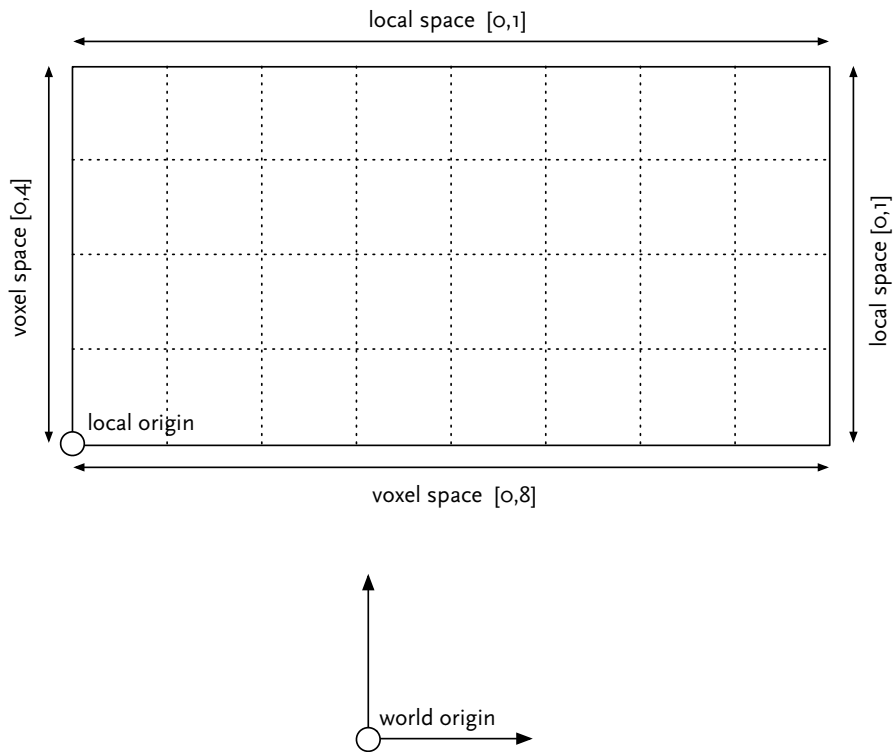 local space [0,1]
voxel space [0,4]
local space [0,1]
local origin
voxel space [0,8]
world origin